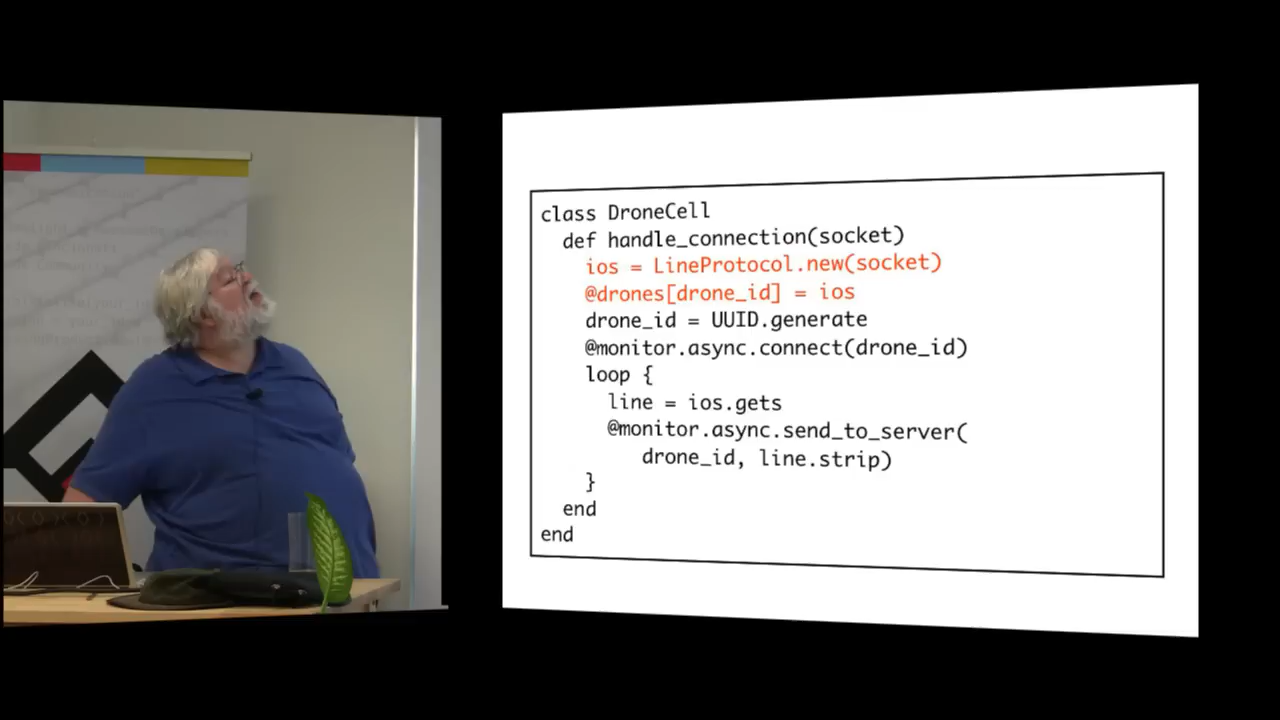 class DroneCell
def handle_connection(socket)
ios = LineProtocol.new(socket)
@drones[drone_id] = ios
drone_id = UUID.generate
@monitor.async.connect(drone_id)
loop {
line = ios.gets
@monitor.async.send_to_server(
drone_id, line.strip)
}
end
end